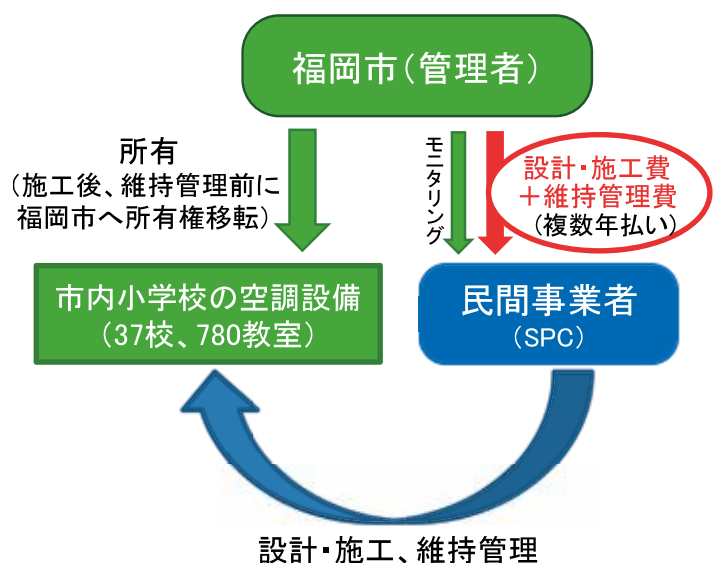 福岡市（管理者）
所有
（施工後、維持管理前に
福岡市へ所有権移転）
モニタリング
設計・施工費
＋維持管理費
（複数年払い）
市内小学校の空調設備
（37校、780教室）
民間事業者
（SPC）
設計・施工、維持管理